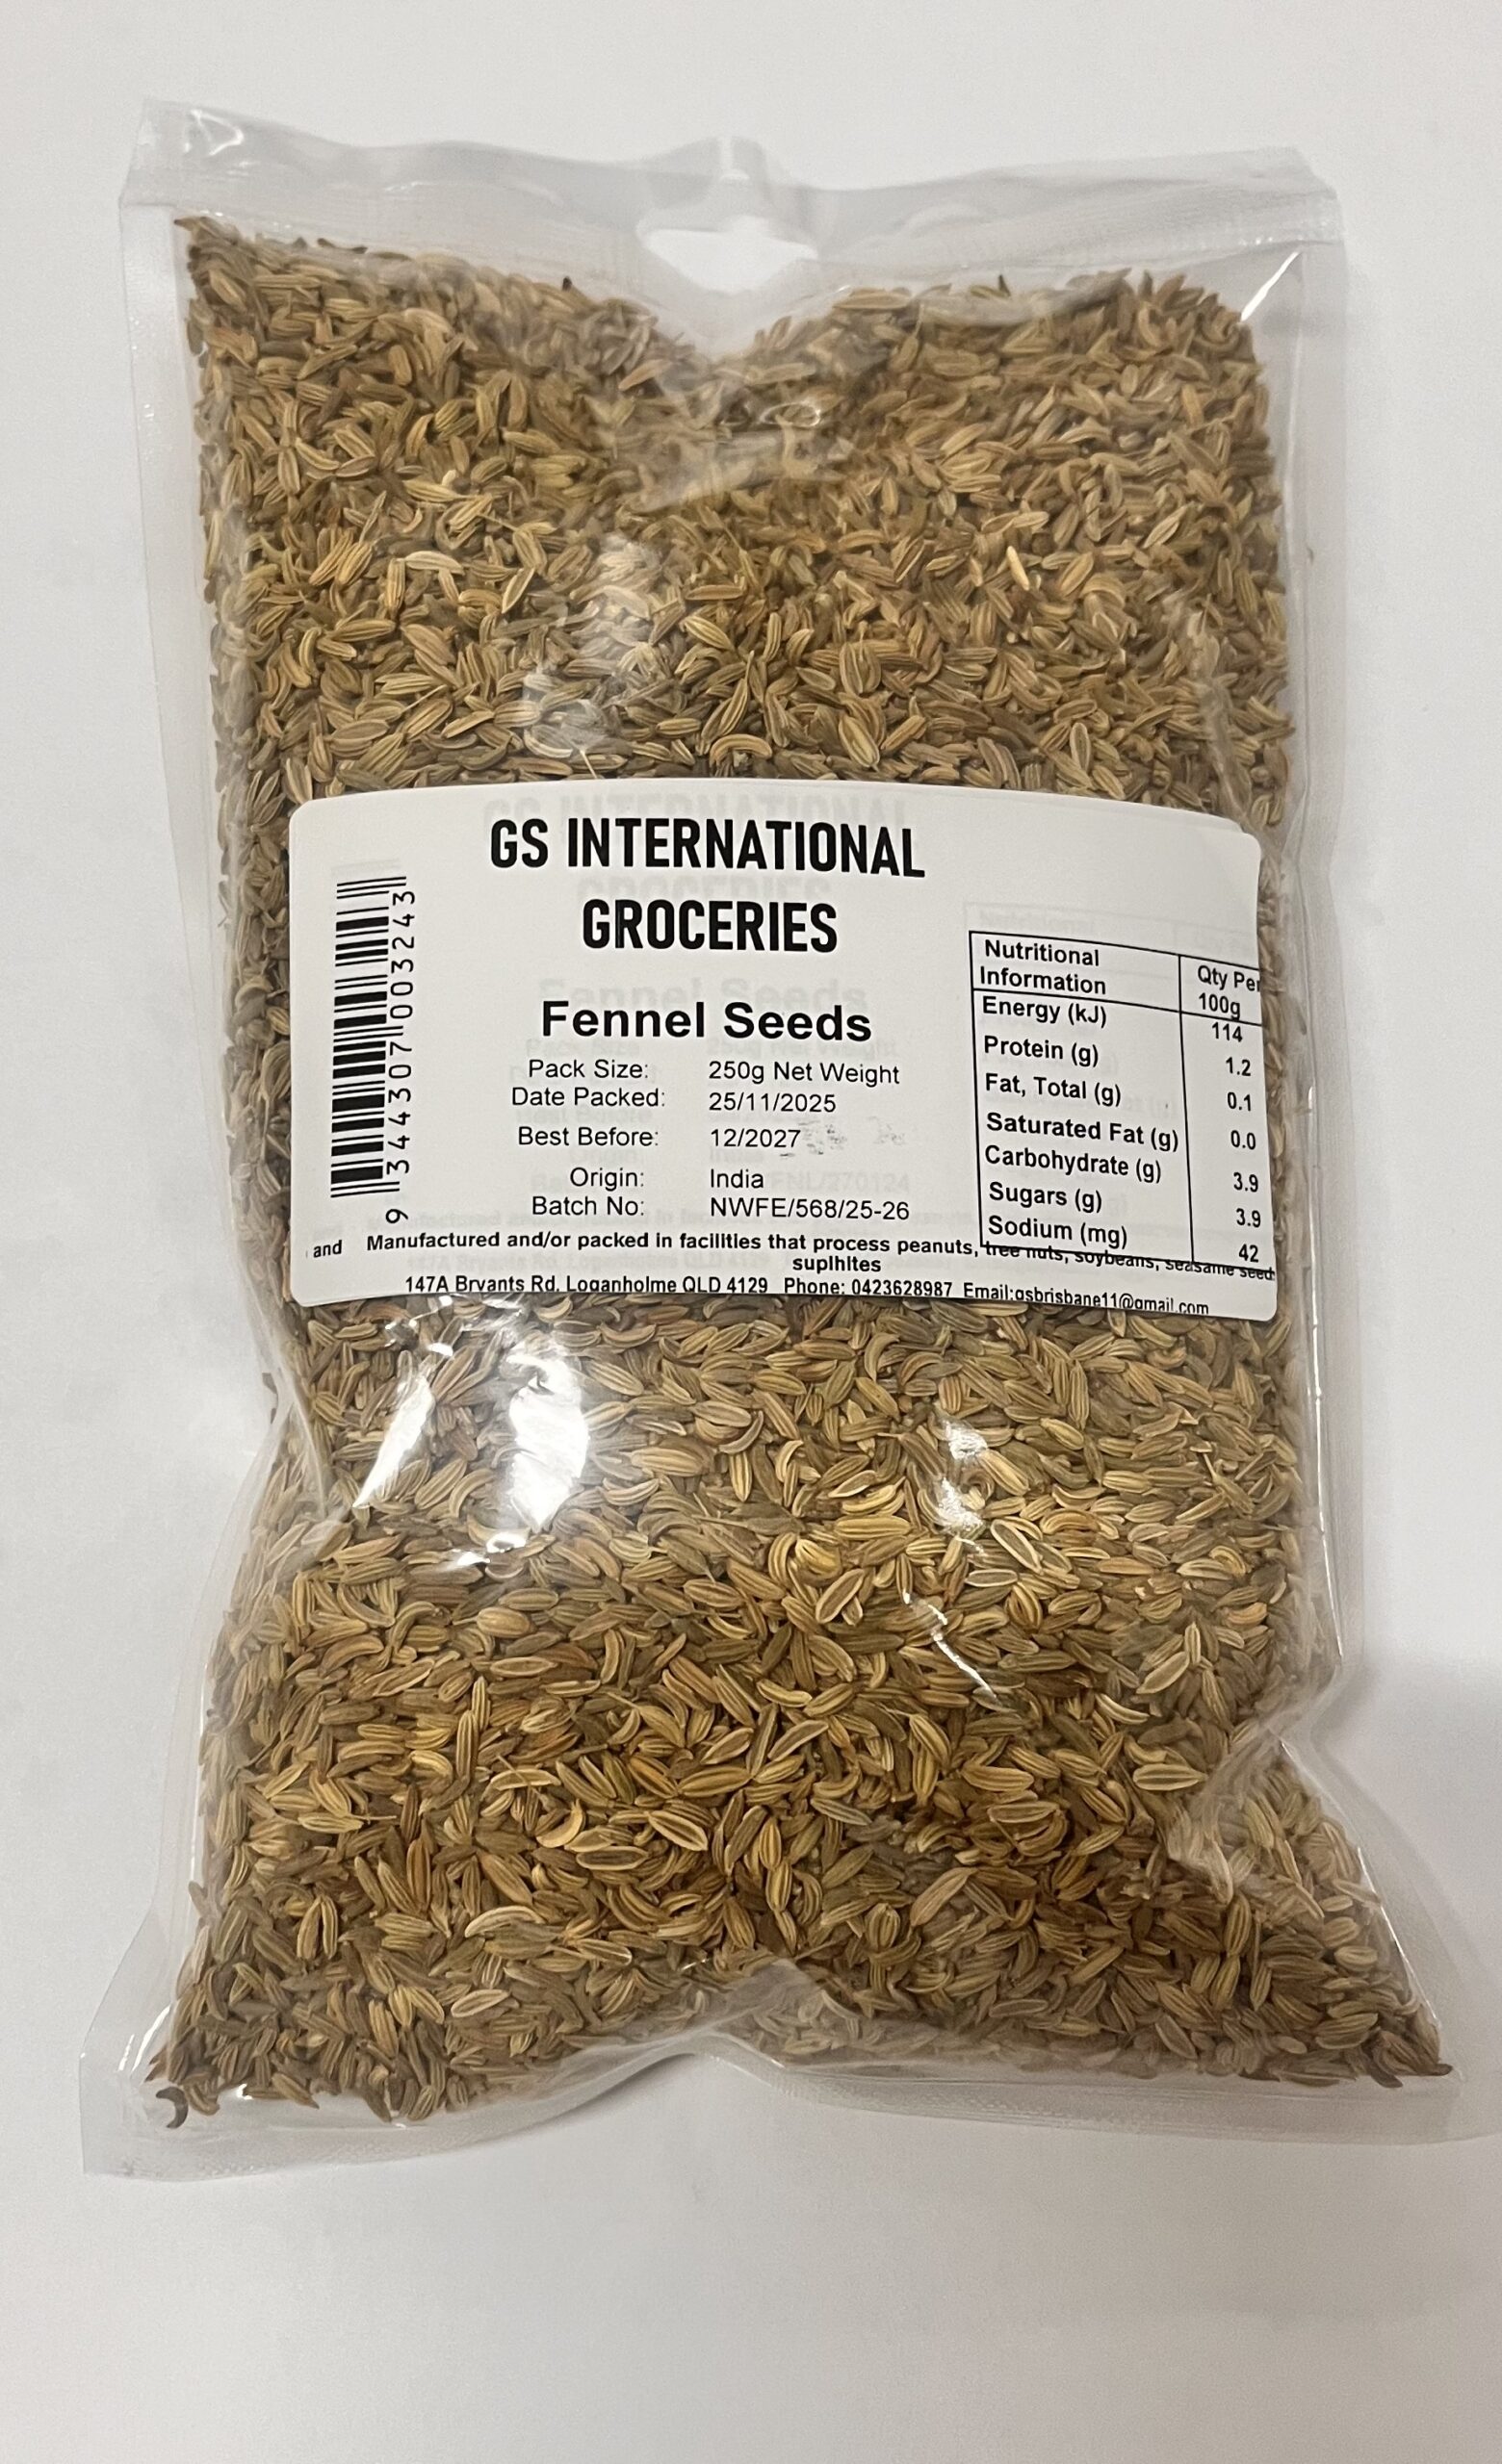 GS INTERNATIONAL
GROCERIES
Fennel Seeds
Pack Size: 250g Net Weight
Date Packed: 25/11/2025
Best Before: 12/2027
Origin: India
Batch No: NWFE/568/25-26
9 344307 003243
Nutritional Information Qty Per 100g
Energy (kJ) 114
Protein (g) 1.2
Fat, Total (g) 0.1
Saturated Fat (g) 0.0
Carbohydrate (g) 3.9
Sugars (g) 3.9
Sodium (mg) 42
and Manufactured and/or packed in facilities that process peanuts, tree nuts, soybeans, seasame seed
suplhites
147A Bryants Rd, Loganholme QLD 4129 Phone: 0423628987 Email:gsbrisbane11@gmail.com